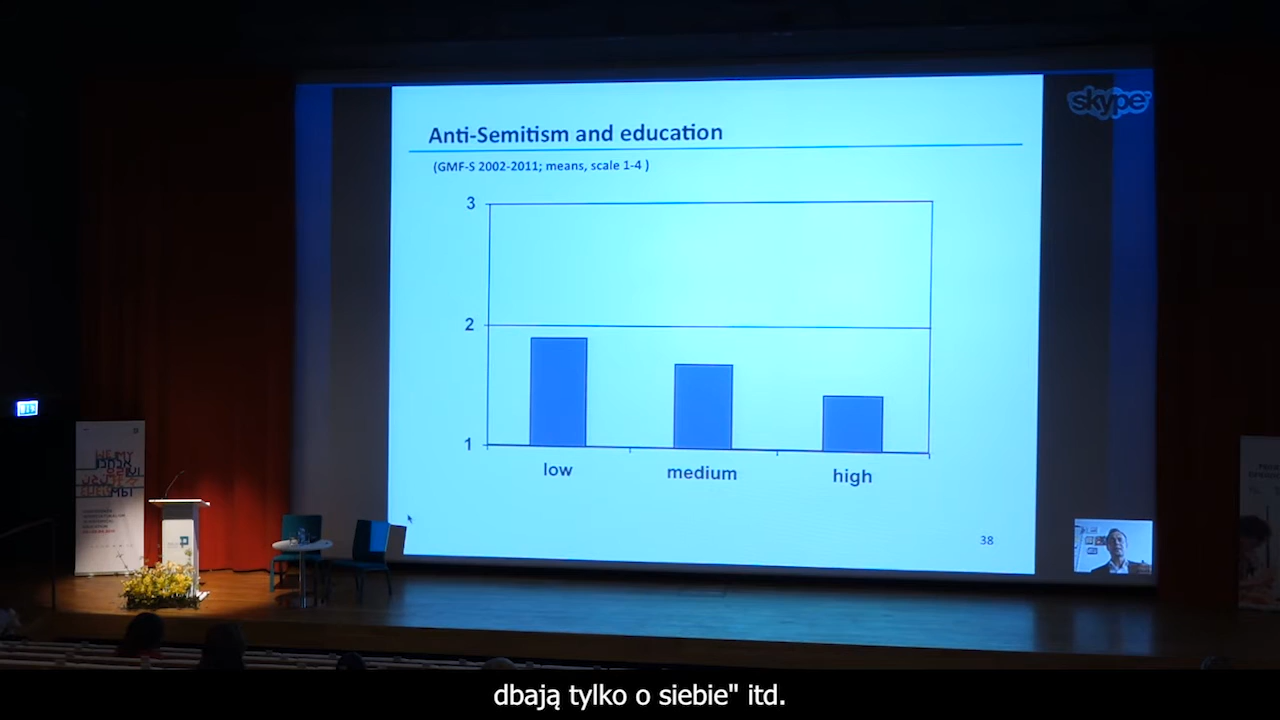 skype
Anti-Semitism and education
(GMF-S 2002-2011; means, scale 1-4 )
3
2
1
low
medium
high
38
dbają tylko o siebie" itd.